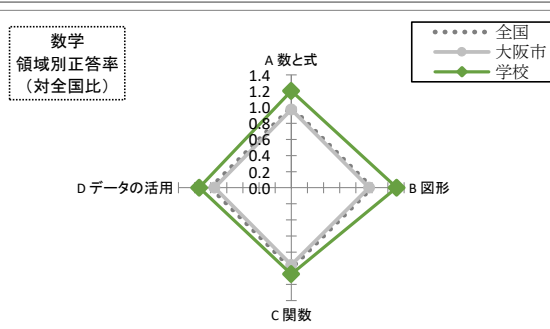 数学
領域別正答率
（対全国比）
全国
大阪市
学校
A 数と式
1.4
1.2
1.0
0.8
0.6
0.4
0.2
0.0
D データの活用
B 図形
C 関数